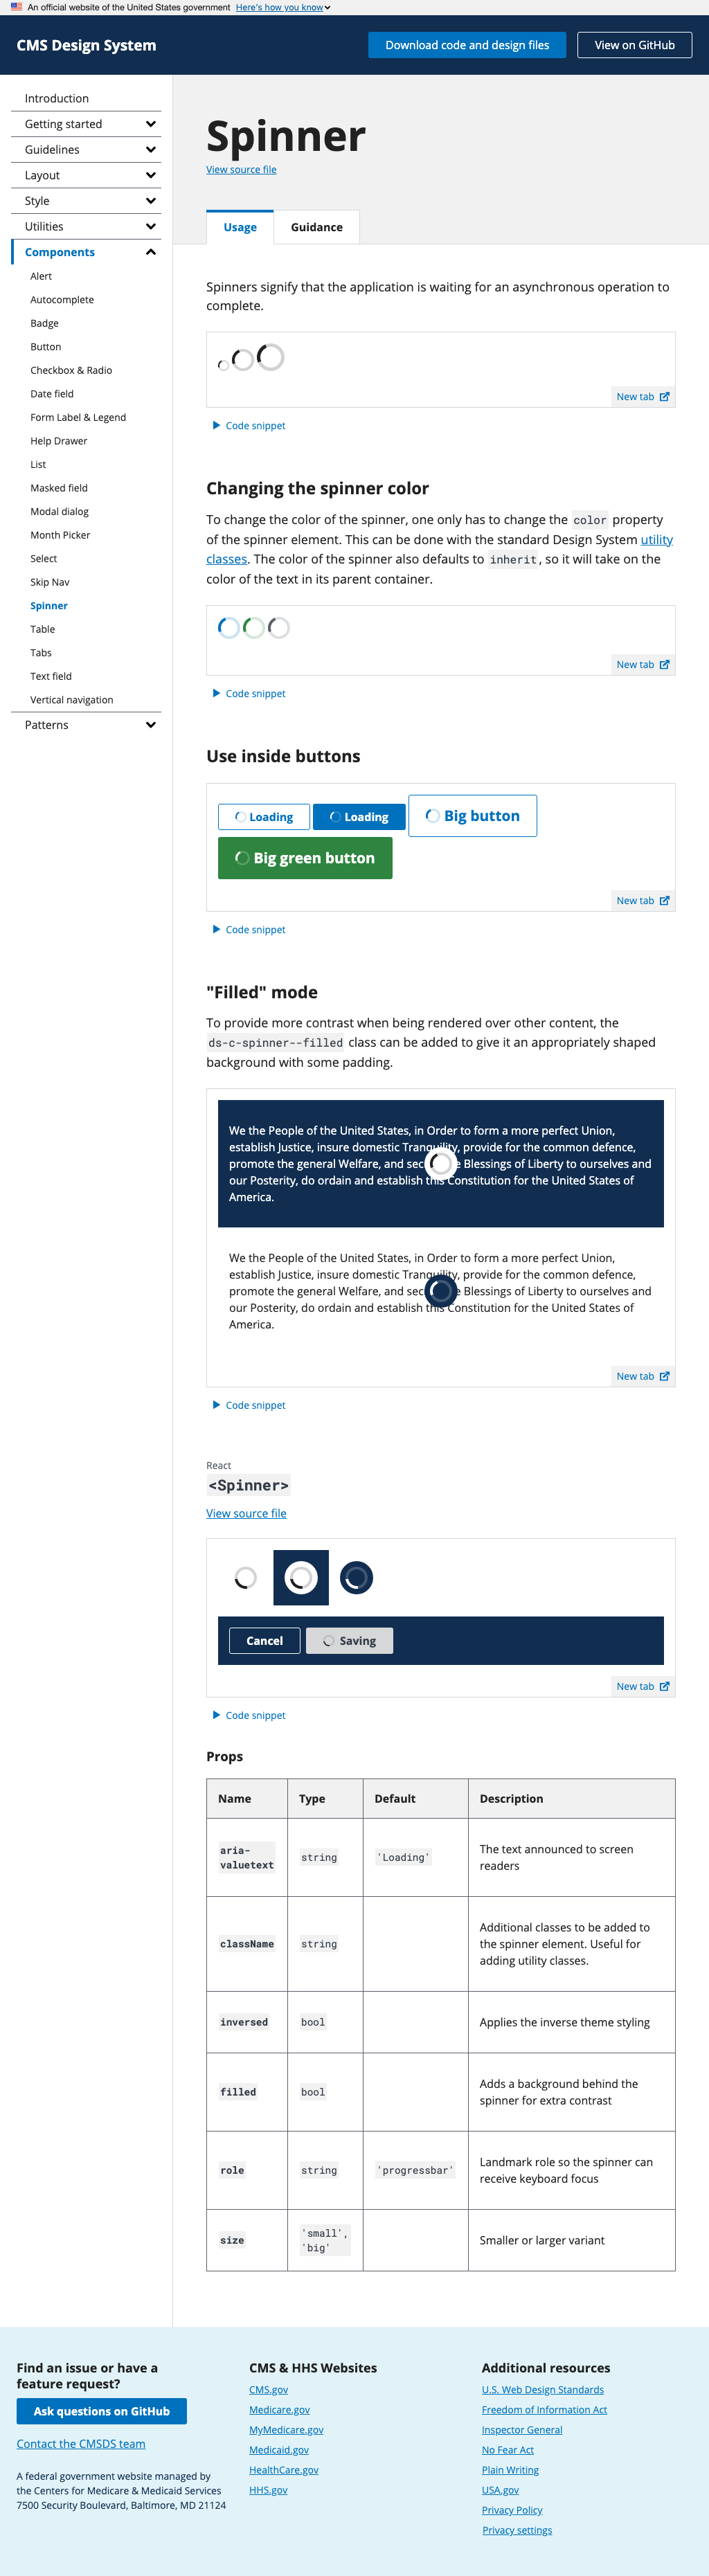 An official website of the United States government Here's how you know
CMS Design System
Download code and design files
View on GitHub
Introduction
Getting started
Guidelines
Layout
Style
Utilities
Components
Alert
Autocomplete
Badge
Button
Checkbox & Radio
Date field
Form Label & Legend
Help Drawer
List
Masked field
Modal dialog
Month Picker
Select
Skip Nav
Spinner
Table
Tabs
Text field
Vertical navigation
Patterns
Spinner
View source file
Usage
Guidance
Spinners signify that the application is waiting for an asynchronous operation to
complete.
New tab
Code snippet
Changing the spinner color
To change the color of the spinner, one only has to change the color property
of the spinner element. This can be done with the standard Design System utility
classes. The color of the spinner also defaults to inherit, so it will take on the
color of the text in its parent container.
New tab
Code snippet
Use inside buttons
Loading
Loading
Big button
Big green button
New tab
Code snippet
"Filled" mode
To provide more contrast when being rendered over other content, the
ds-c-spinner--filled class can be added to give it an appropriately shaped
background with some padding.
We the People of the United States, in Order to form a more perfect Union,
establish Justice, insure domestic Tranquility, provide for the common defence,
promote the general Welfare, and sec e Blessings of Liberty to ourselves and
our Posterity, do ordain and establish this Constitution for the United States of
America.
We the People of the United States, in Order to form a more perfect Union,
establish Justice, insure domestic Tranquility, provide for the common defence,
promote the general Welfare, and sec e Blessings of Liberty to ourselves and
our Posterity, do ordain and establish this Constitution for the United States of
America.
New tab
Code snippet
React
<Spinner>
View source file
Cancel
Saving
New tab
Code snippet
Props
Name Type Default Description
aria-
valuetext
string
'Loading'
The text announced to screen
readers
className
string
Additional classes to be added to
the spinner element. Useful for
adding utility classes.
inversed
bool
Applies the inverse theme styling
filled
bool
Adds a background behind the
spinner for extra contrast
role
string
'progressbar'
Landmark role so the spinner can
receive keyboard focus
size
'small',
'big'
Smaller or larger variant
Find an issue or have a
feature request?
Ask questions on GitHub
Contact the CMSDS team
A federal government website managed by
the Centers for Medicare & Medicaid Services
7500 Security Boulevard, Baltimore, MD 21124
CMS & HHS Websites
CMS.gov
Medicare.gov
MyMedicare.gov
Medicaid.gov
HealthCare.gov
HHS.gov
Additional resources
U.S. Web Design Standards
Freedom of Information Act
Inspector General
No Fear Act
Plain Writing
USA.gov
Privacy Policy
Privacy settings